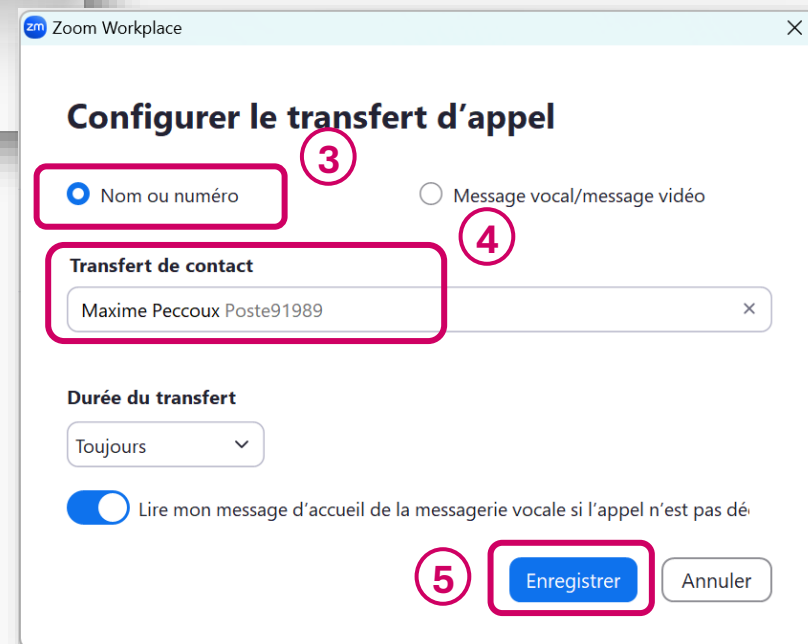 zm Zoom Workplace
Configurer le transfert d’appel
3
Nom ou numéro
Message vocal/message vidéo
4
Transfert de contact
Maxime Peccoux Poste91989
Durée du transfert
Toujours
Lire mon message d’accueil de la messagerie vocale si l’appel n’est pas dé
5
Enregistrer
Annuler